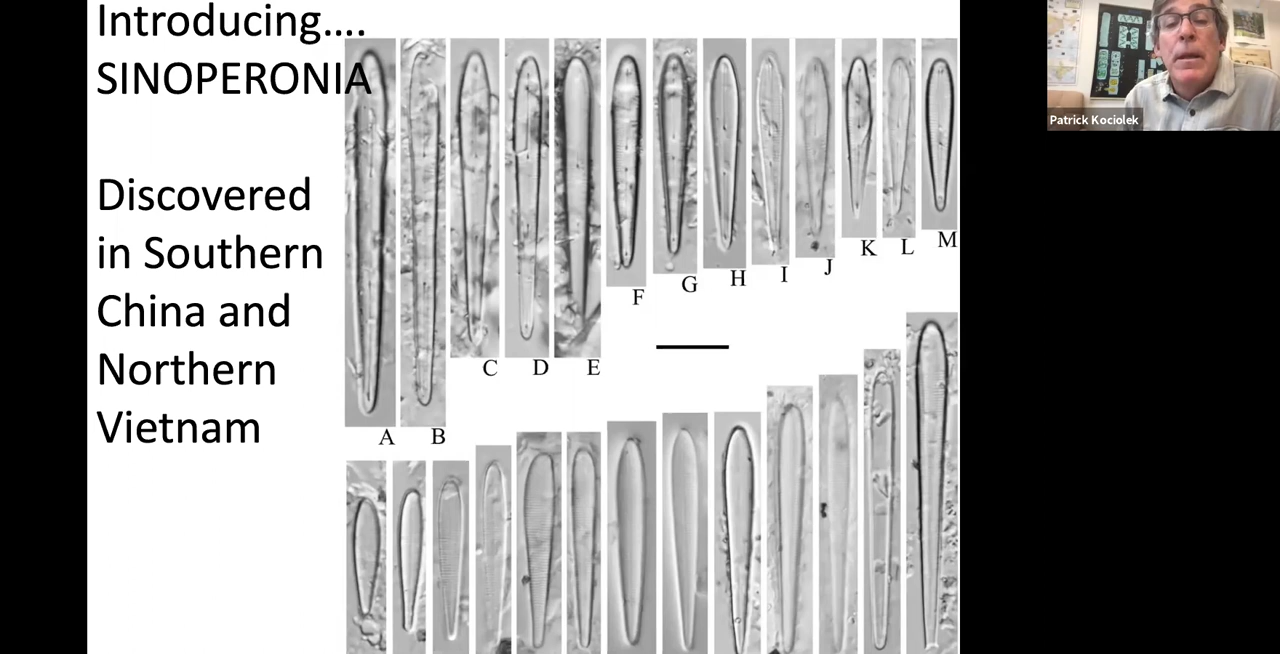 Introducing....
SINOPERONIA
Discovered
in Southern
China and
Northern
Vietnam
A
B
C
D
E
F
G
H
I
J
K
L
M
Patrick Kociolek